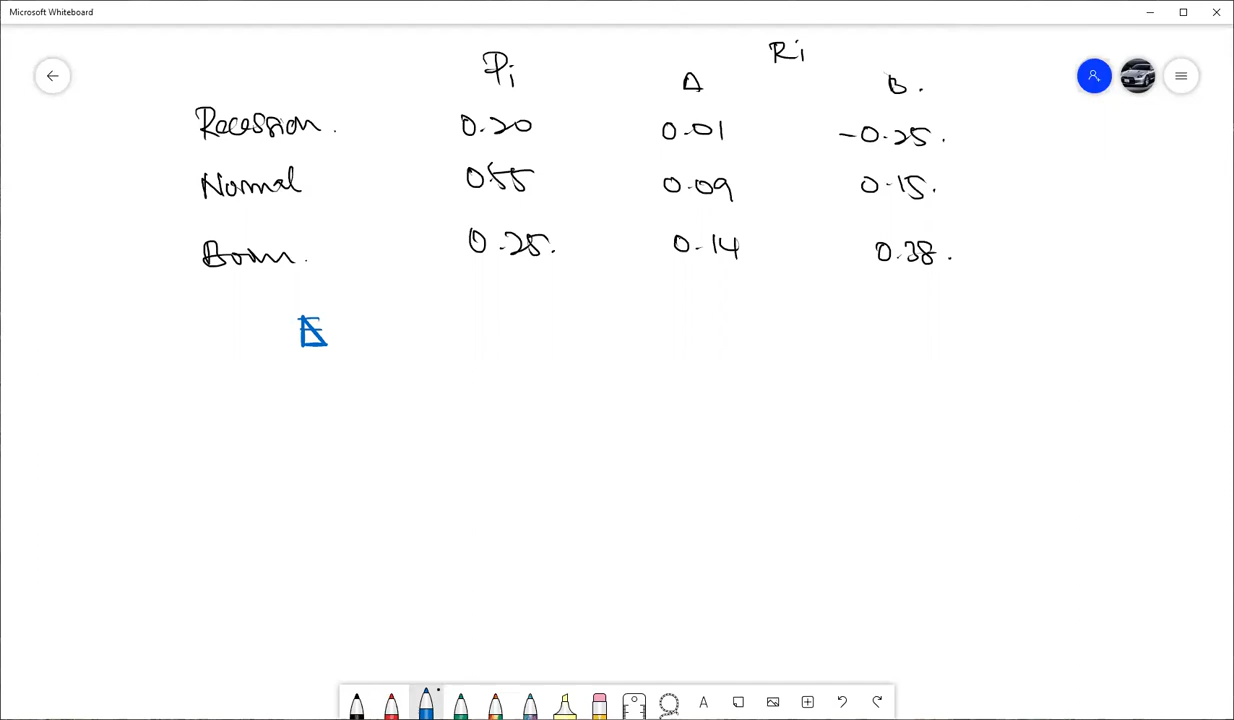 Microsoft Whiteboard
Pi Ri
A B.
Recession. 0.20 0.01 -0.25.
Normal 0.55 0.09 0.15.
Boom. 0.25. 0.14 0.38.
E
A